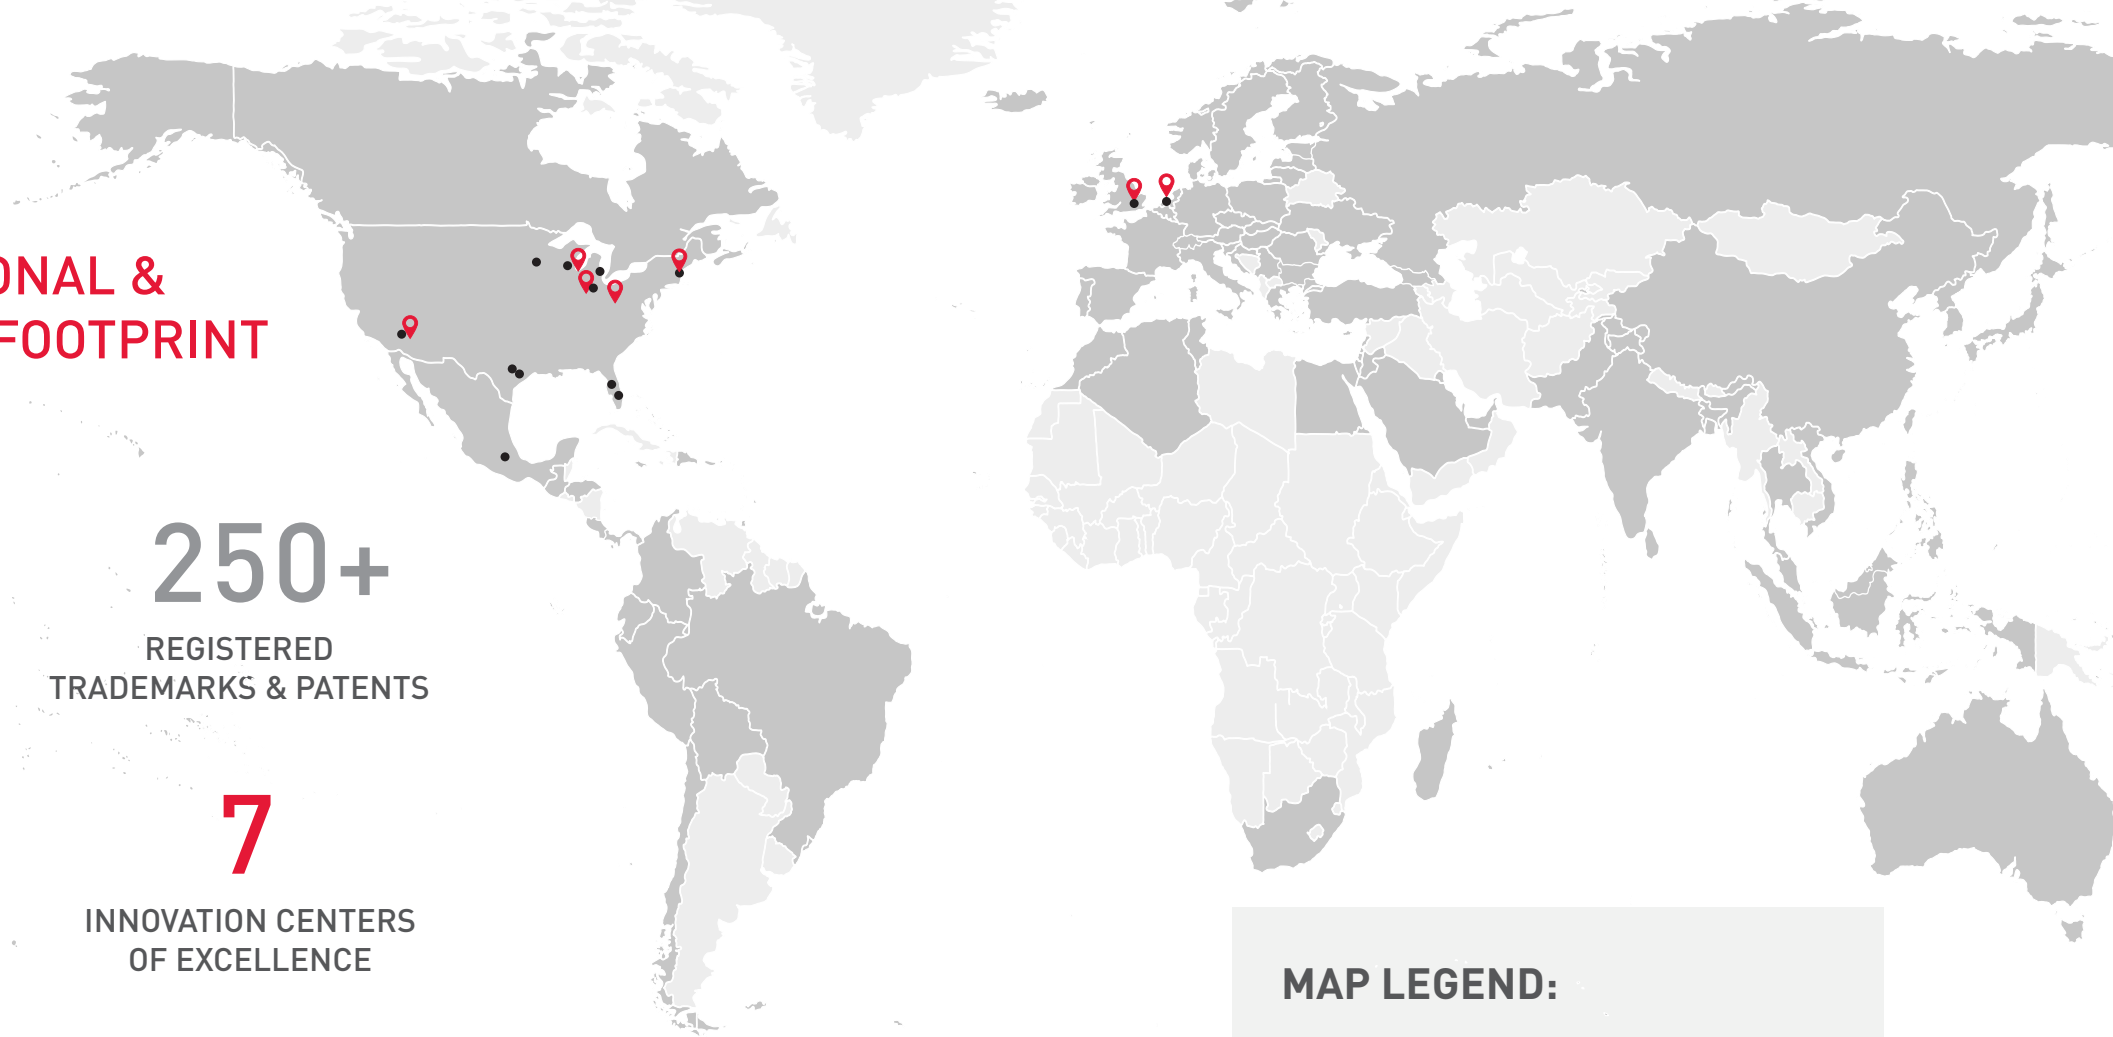 ONAL &
FOOTPRINT
250+
REGISTERED
TRADEMARKS & PATENTS
7
INNOVATION CENTERS
OF EXCELLENCE
MAP LEGEND: